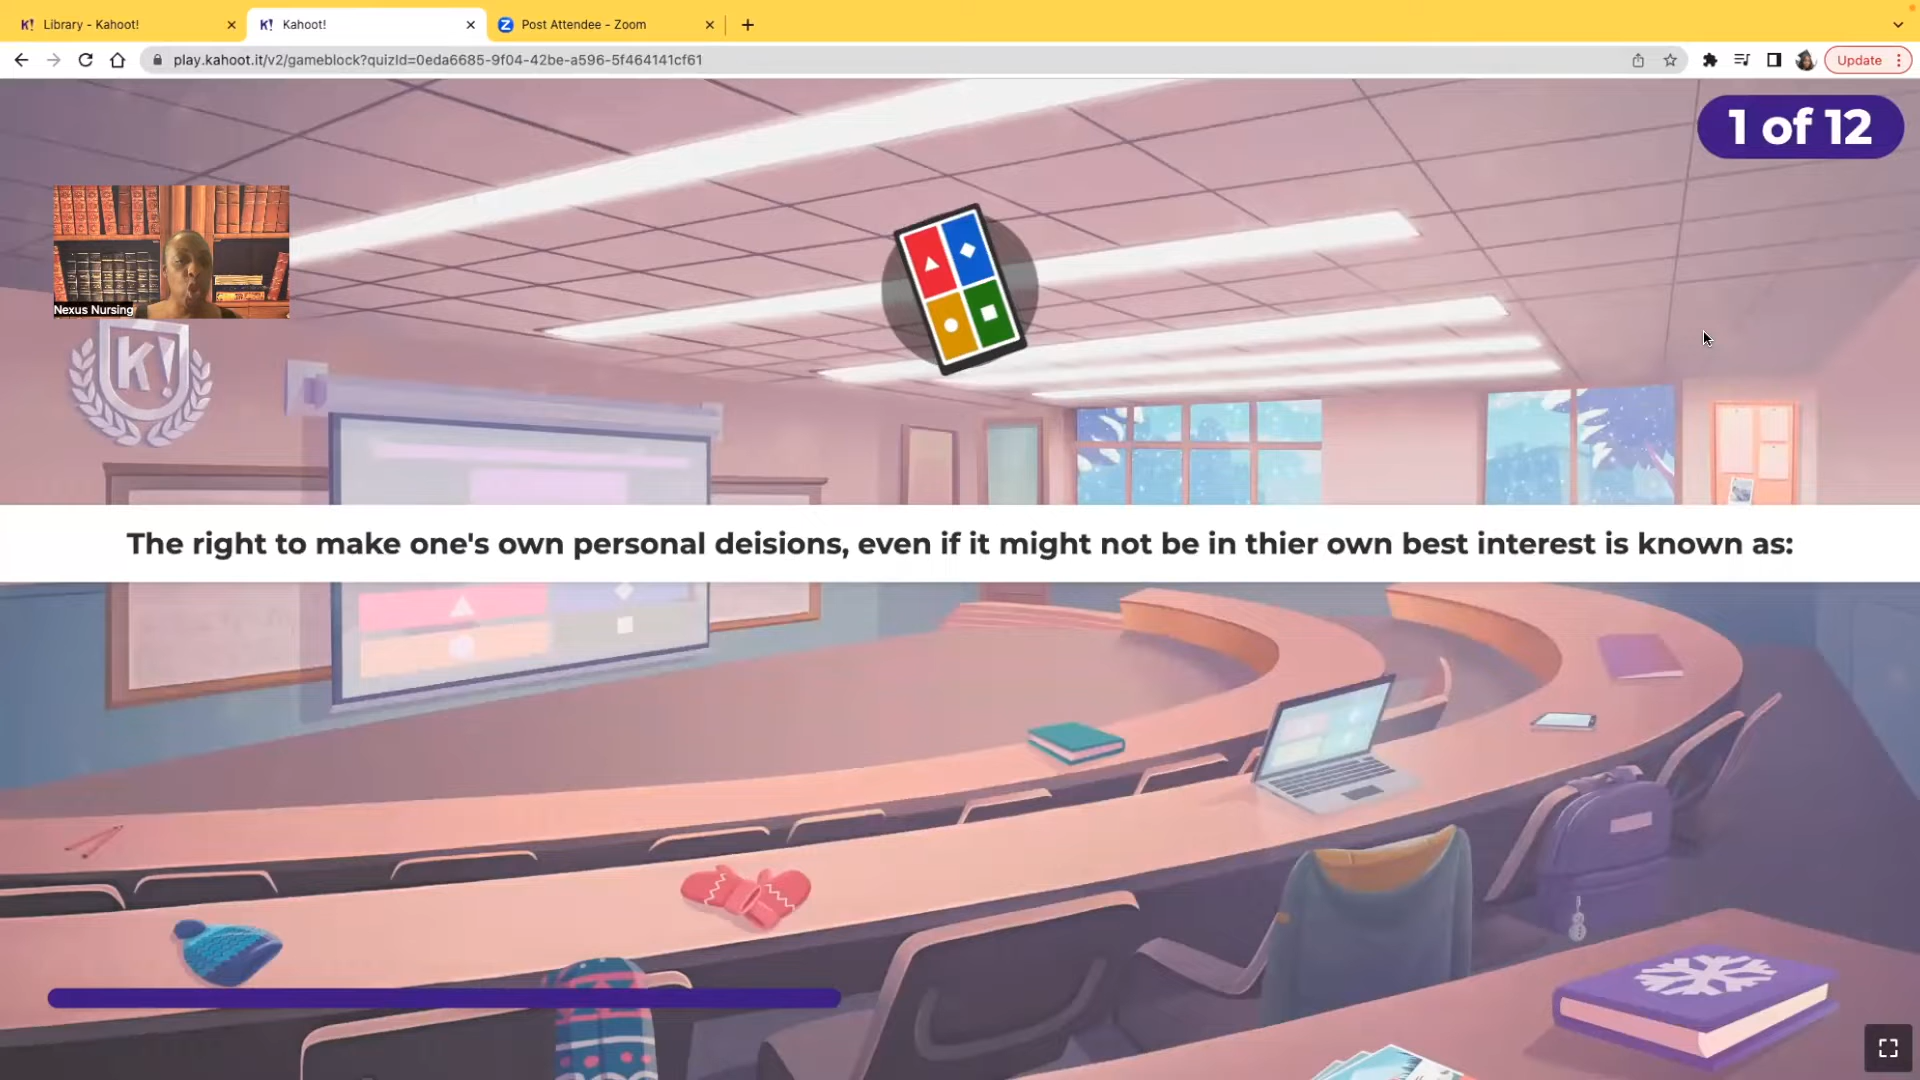 Library - Kahoot!
Kahoot!
Post Attendee - Zoom
play.kahoot.it/v2/gameblock?quizId=0eda6685-9f04-42be-a596-5f464141cf61
Update
1 of 12
Nexus Nursing
K!
The right to make one's own personal deisions, even if it might not be in thier own best interest is known as: